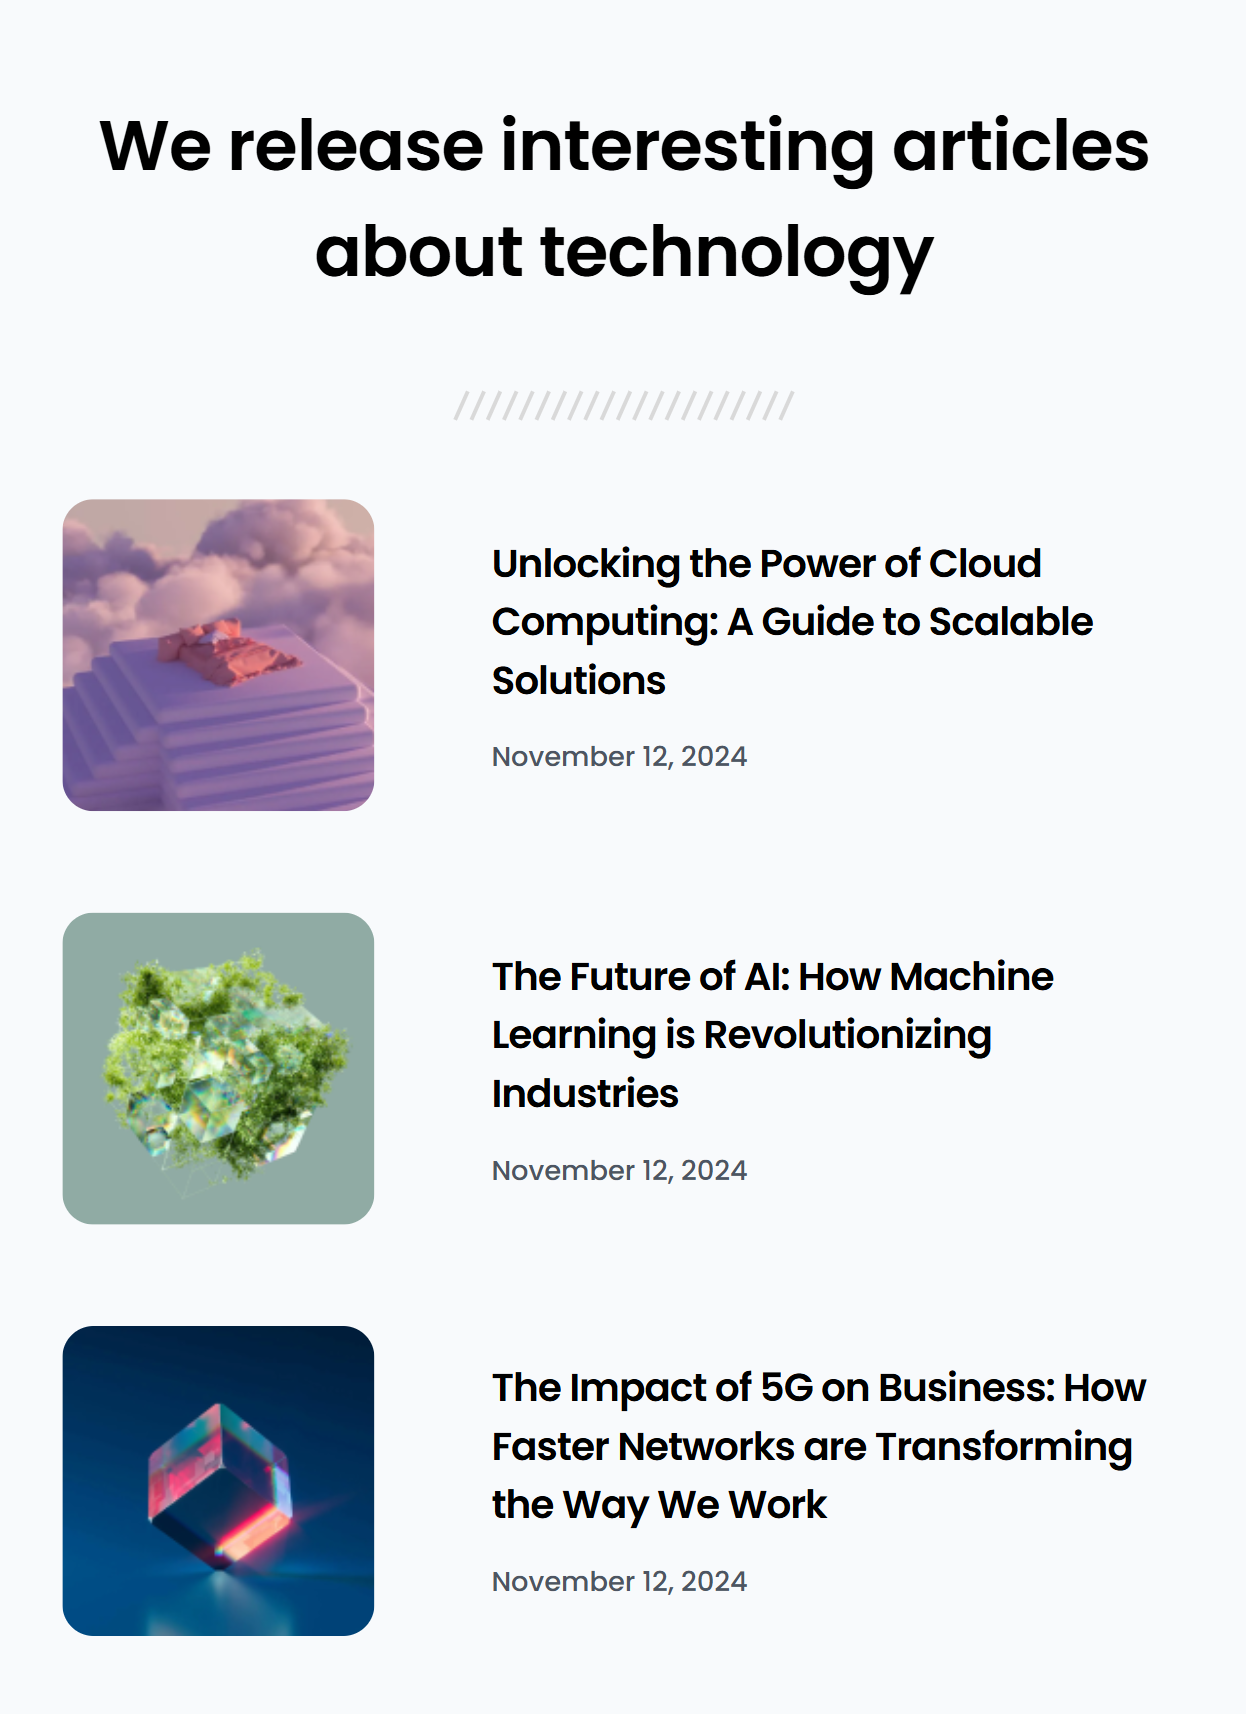 We release interesting articles
about technology
Unlocking the Power of Cloud
Computing: A Guide to Scalable
Solutions
November 12, 2024
The Future of AI: How Machine
Learning is Revolutionizing
Industries
November 12, 2024
The Impact of 5G on Business: How
Faster Networks are Transforming
the Way We Work
November 12, 2024